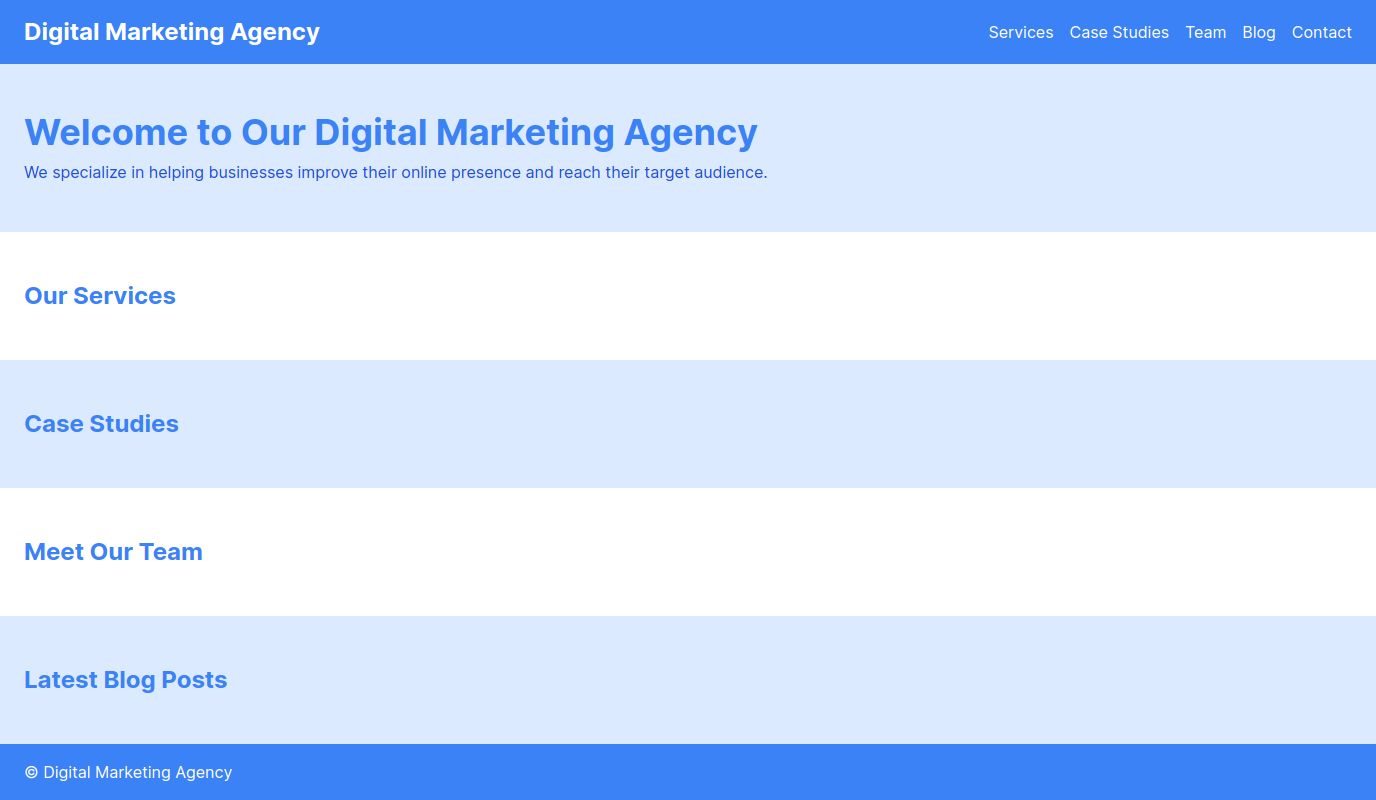 Digital Marketing Agency
Services Case Studies Team Blog Contact
Welcome to Our Digital Marketing Agency
We specialize in helping businesses improve their online presence and reach their target audience.
Our Services
Case Studies
Meet Our Team
Latest Blog Posts
© Digital Marketing Agency